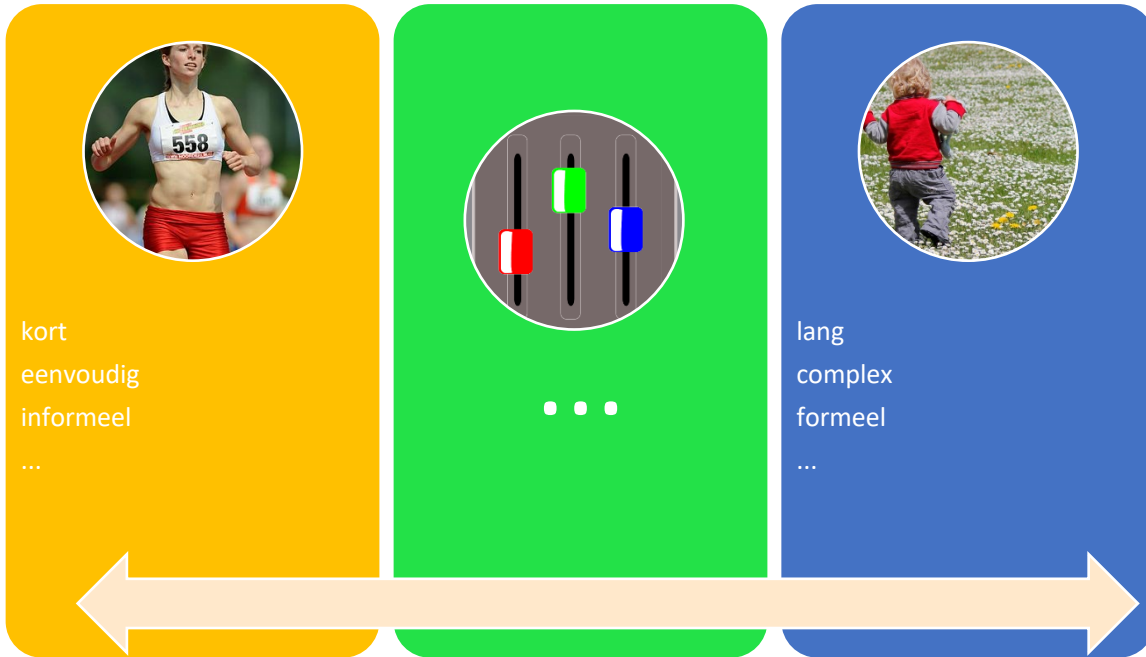 558
kort
eenvoudig
informeel
...
...
lang
complex
formeel
...